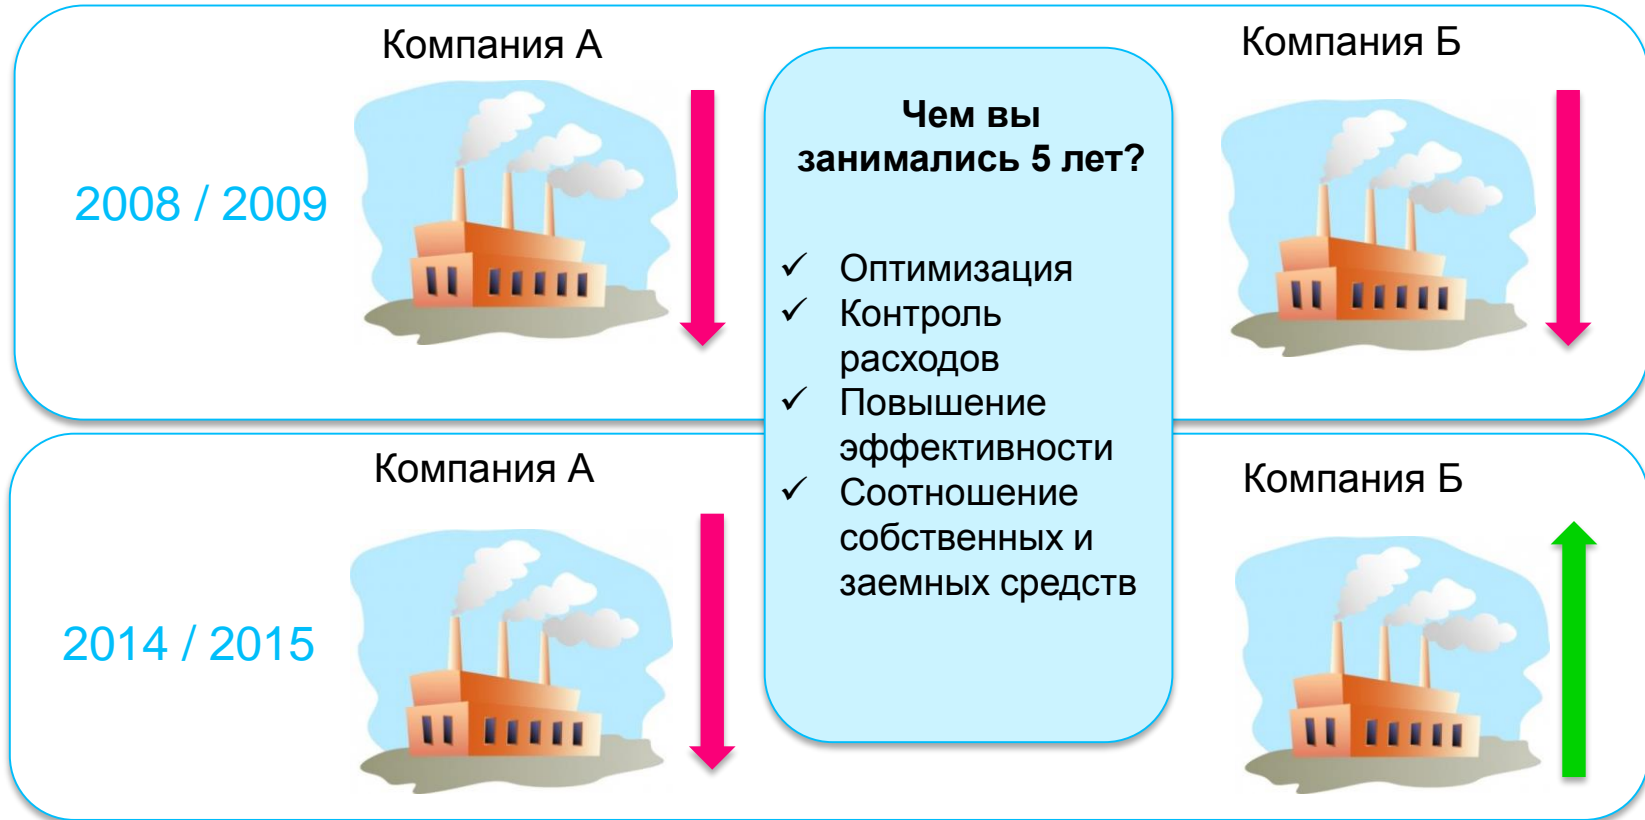 Компания А
Компания Б
2008 / 2009
Чем вы
занимались 5 лет?
✓ Оптимизация
✓ Контроль
расходов
✓ Повышение
эффективности
✓ Соотношение
собственных и
заемных средств
Компания А
Компания Б
2014 / 2015